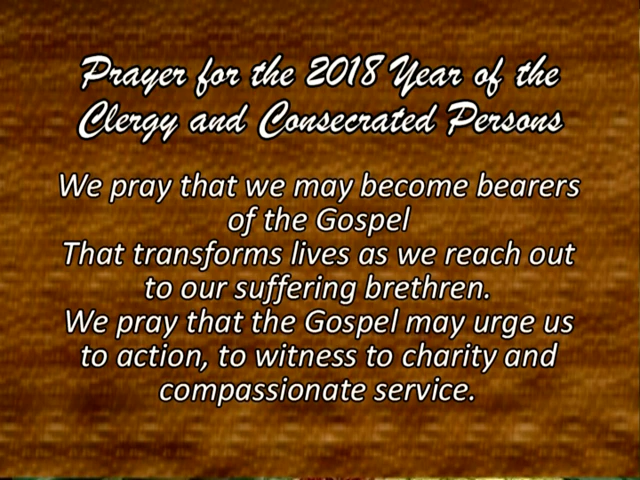 Prayer for the 2018 Year of the
Clergy and Consecrated Persons
We pray that we may become bearers
of the Gospel
That transforms lives as we reach out
to our suffering brethren.
We pray that the Gospel may urge us
to action, to witness to charity and
compassionate service.